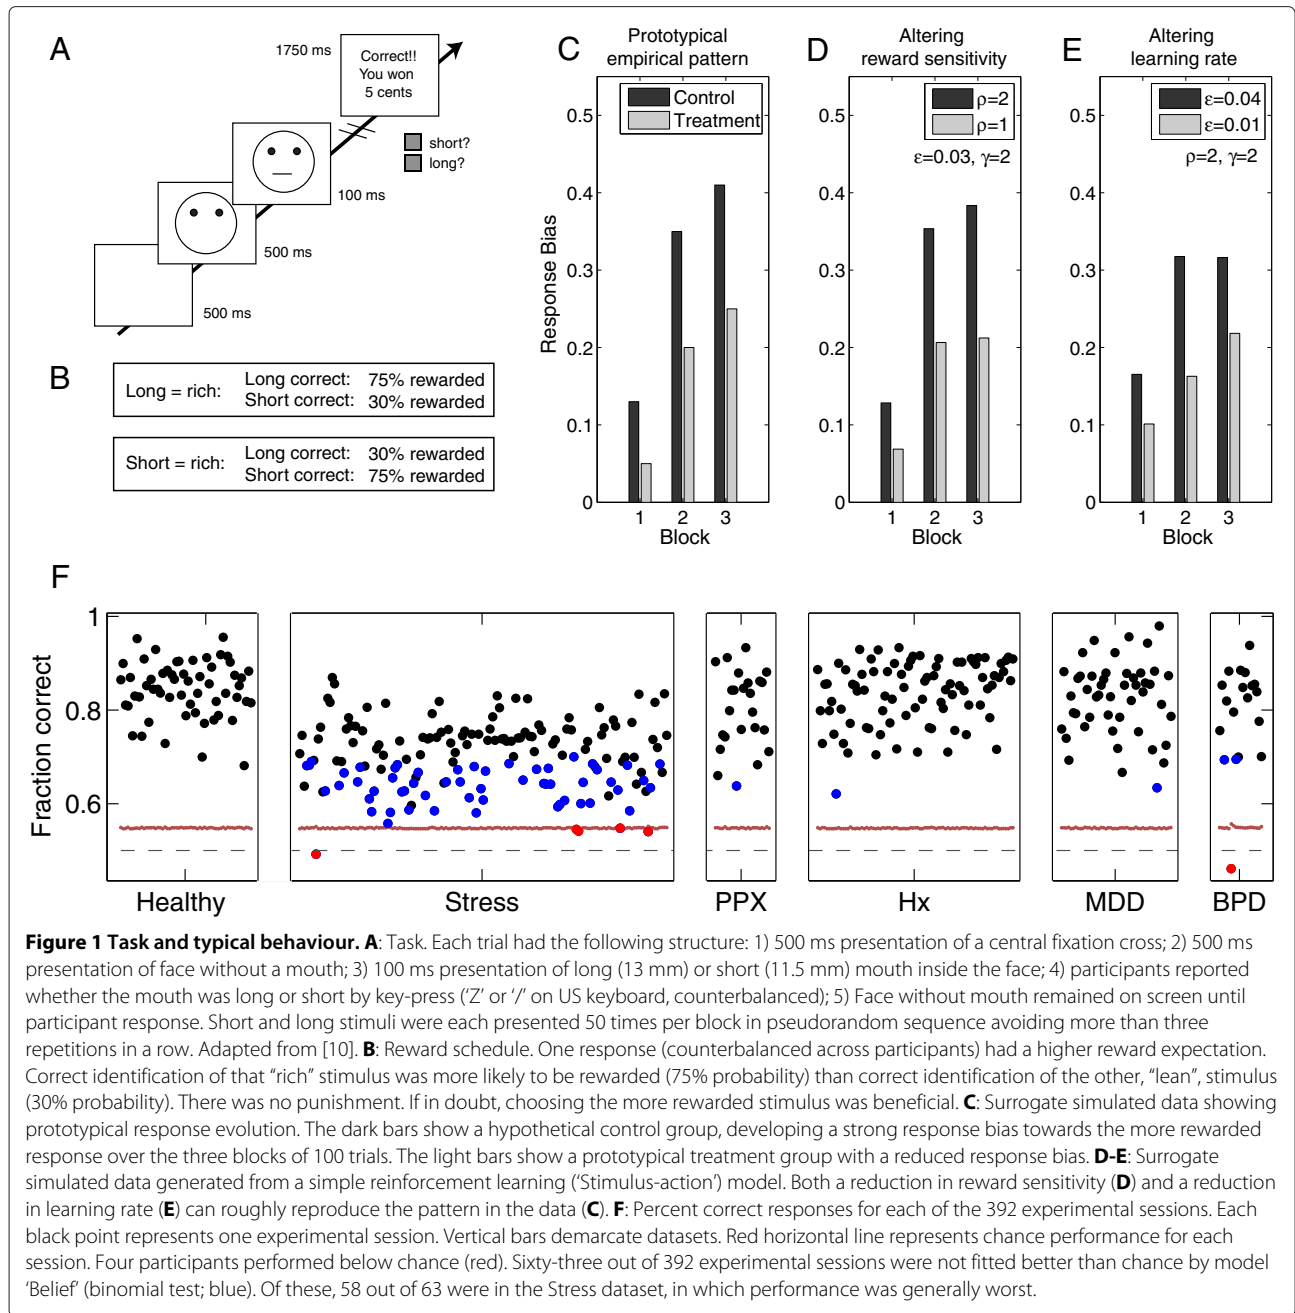 A
1750 ms
Correct!!
You won
5 cents
short?
long?
100 ms
500 ms
500 ms
B
Long = rich: Long correct: 75% rewarded
Short correct: 30% rewarded
Short = rich: Long correct: 30% rewarded
Short correct: 75% rewarded
C
Prototypical
empirical pattern
Control
Treatment
Response Bias
0.5
0.4
0.3
0.2
0.1
0
1 2 3
Block
D
Altering
reward sensitivity
ρ=2
ρ=1
ε=0.03, γ=2
0.5
0.4
0.3
0.2
0.1
0
1 2 3
Block
E
Altering
learning rate
ε=0.04
ε=0.01
ρ=2, γ=2
0.5
0.4
0.3
0.2
0.1
0
1 2 3
Block
F
Fraction correct
1
0.8
0.6
Healthy Stress PPX Hx MDD BPD
Figure 1 Task and typical behaviour. A: Task. Each trial had the following structure: 1) 500 ms presentation of a central fixation cross; 2) 500 ms
presentation of face without a mouth; 3) 100 ms presentation of long (13 mm) or short (11.5 mm) mouth inside the face; 4) participants reported
whether the mouth was long or short by key-press (‘Z’ or ‘/’ on US keyboard, counterbalanced); 5) Face without mouth remained on screen until
participant response. Short and long stimuli were each presented 50 times per block in pseudorandom sequence avoiding more than three
repetitions in a row. Adapted from [10]. B: Reward schedule. One response (counterbalanced across participants) had a higher reward expectation.
Correct identification of that “rich” stimulus was more likely to be rewarded (75% probability) than correct identification of the other, “lean”, stimulus
(30% probability). There was no punishment. If in doubt, choosing the more rewarded stimulus was beneficial. C: Surrogate simulated data showing
prototypical response evolution. The dark bars show a hypothetical control group, developing a strong response bias towards the more rewarded
response over the three blocks of 100 trials. The light bars show a prototypical treatment group with a reduced response bias. D-E: Surrogate
simulated data generated from a simple reinforcement learning (‘Stimulus-action’) model. Both a reduction in reward sensitivity (D) and a reduction
in learning rate (E) can roughly reproduce the pattern in the data (C). F: Percent correct responses for each of the 392 experimental sessions. Each
black point represents one experimental session. Vertical bars demarcate datasets. Red horizontal line represents chance performance for each
session. Four participants performed below chance (red). Sixty-three out of 392 experimental sessions were not fitted better than chance by model
‘Belief’ (binomial test; blue). Of these, 58 out of 63 were in the Stress dataset, in which performance was generally worst.